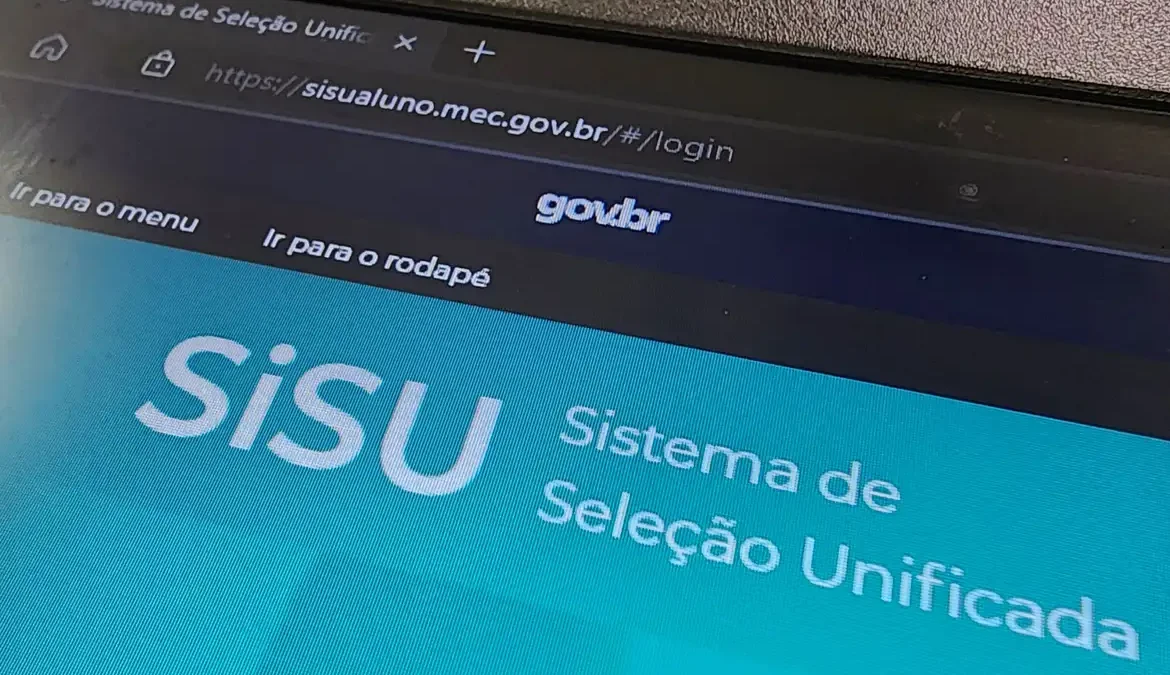 Sistema de Seleção Unific
https://sisualuno.mec.gov.br/#/login
gov.br
Ir para o menu
Ir para o rodapé
SiSU
Sistema de
Seleção Unificada